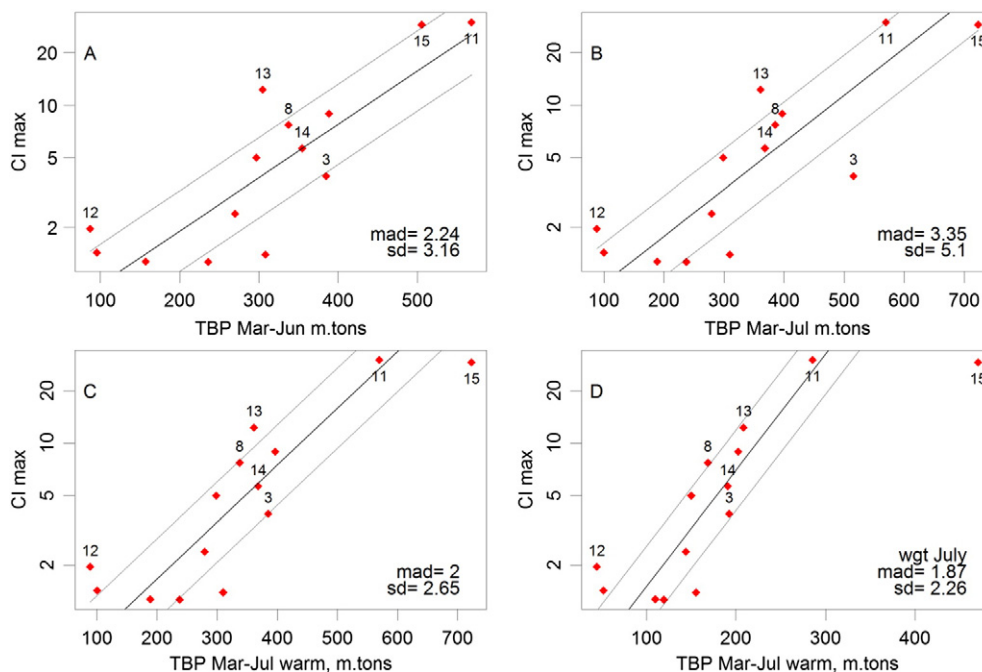 A
B
13
15
11
8
14
3
12
mad= 2.24
sd= 3.16
CI max
20
10
5
2
100 200 300 400 500
TBP Mar-Jun m.tons
11
15
13
8
14
3
12
mad= 3.35
sd= 5.1
CI max
20
10
5
2
100 200 300 400 500 600 700
TBP Mar-Jul m.tons
C
13
11
15
8
14
3
12
mad= 2
sd= 2.65
CI max
20
10
5
2
100 200 300 400 500 600 700
TBP Mar-Jul warm, m.tons
D
11
15
13
8
14
3
12
wgt July
mad= 1.87
sd= 2.26
CI max
20
10
5
2
100 200 300 400
TBP Mar-Jul warm, m.tons